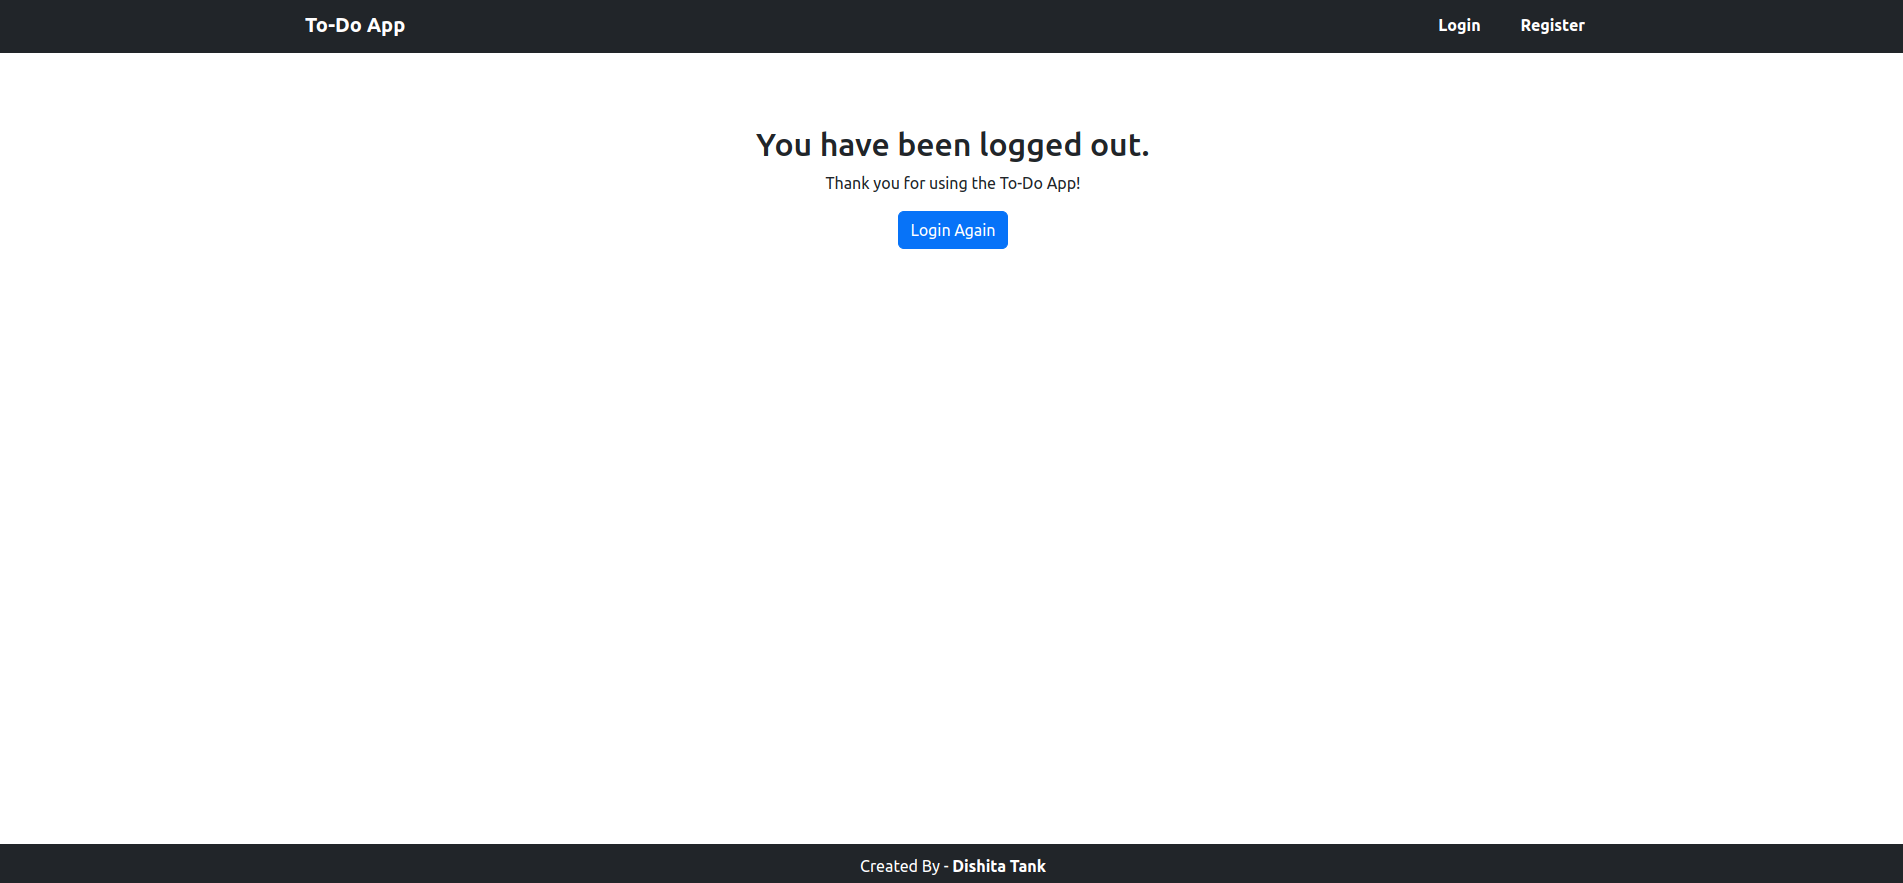 To-Do App
Login Register
You have been logged out.
Thank you for using the To-Do App!
Login Again
Created By - Dishita Tank